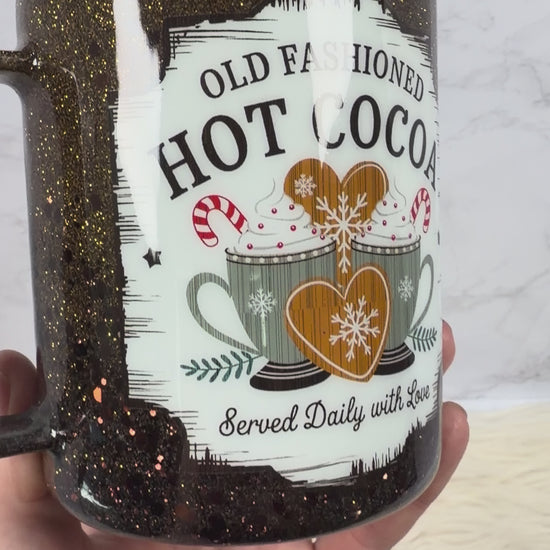 OLD FASHIONED
HOT COCOA
Served Daily with Love